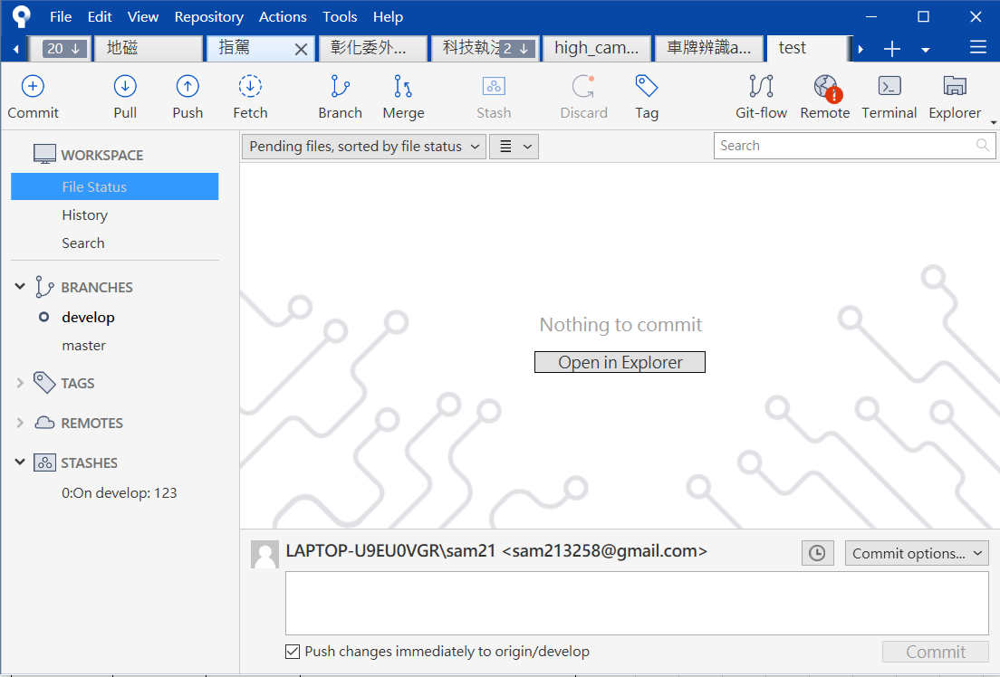 File Edit View Repository Actions Tools Help
20 地磁 指駕 彰化委外... 科技執法 2 high_cam... 車牌辨識a... test
Commit Pull Push Fetch Branch Merge Stash Discard Tag Git-flow Remote Terminal Explorer
WORKSPACE
File Status
History
Search
BRANCHES
develop
master
TAGS
REMOTES
STASHES
0:On develop: 123
Pending files, sorted by file status
Search
Nothing to commit
Open in Explorer
LAPTOP-U9EU0VGR\sam21 <sam213258@gmail.com>
Commit options...
Push changes immediately to origin/develop
Commit